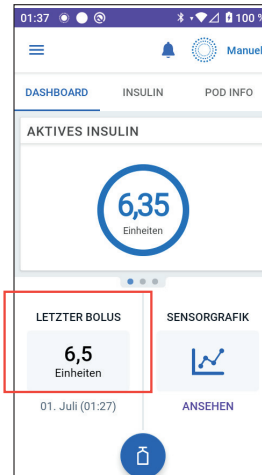 01:37 100 %
Manuel
DASHBOARD INSULIN POD INFO
AKTIVES INSULIN
6,35
Einheiten
LETZTER BOLUS SENSORGRAFIK
6,5
Einheiten
01. Juli (01:27) ANSEHEN